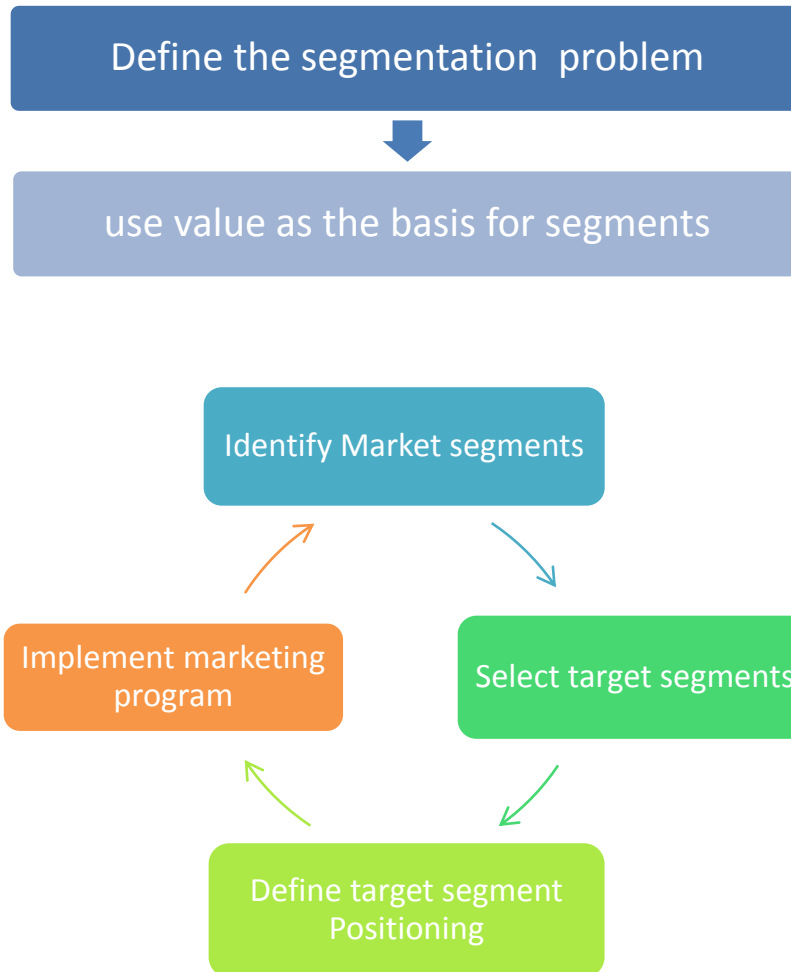 Define the segmentation problem
use value as the basis for segments
Identify Market segments
Implement marketing
program
Select target segments
Define target segment
Positioning